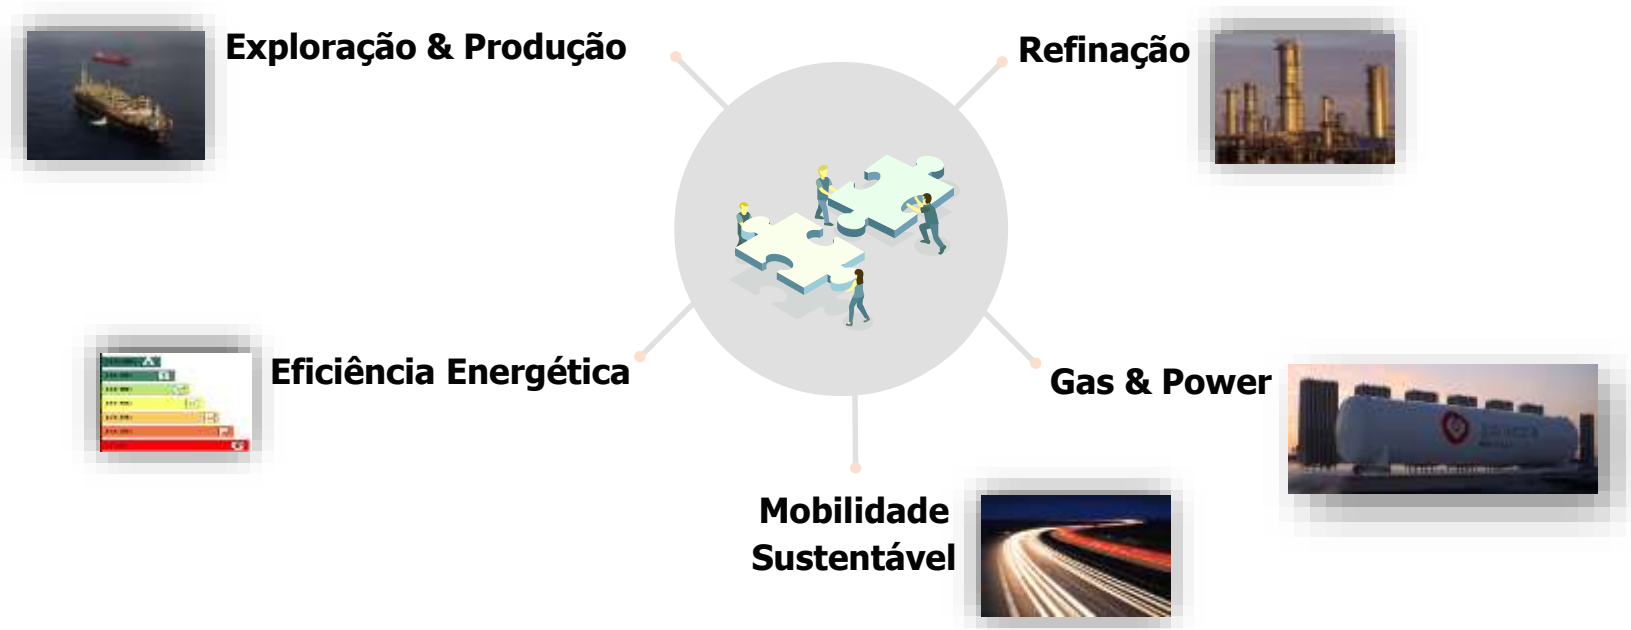 Exploração & Produção
Refinação
Eficiência Energética
Gas & Power
Mobilidade
Sustentável